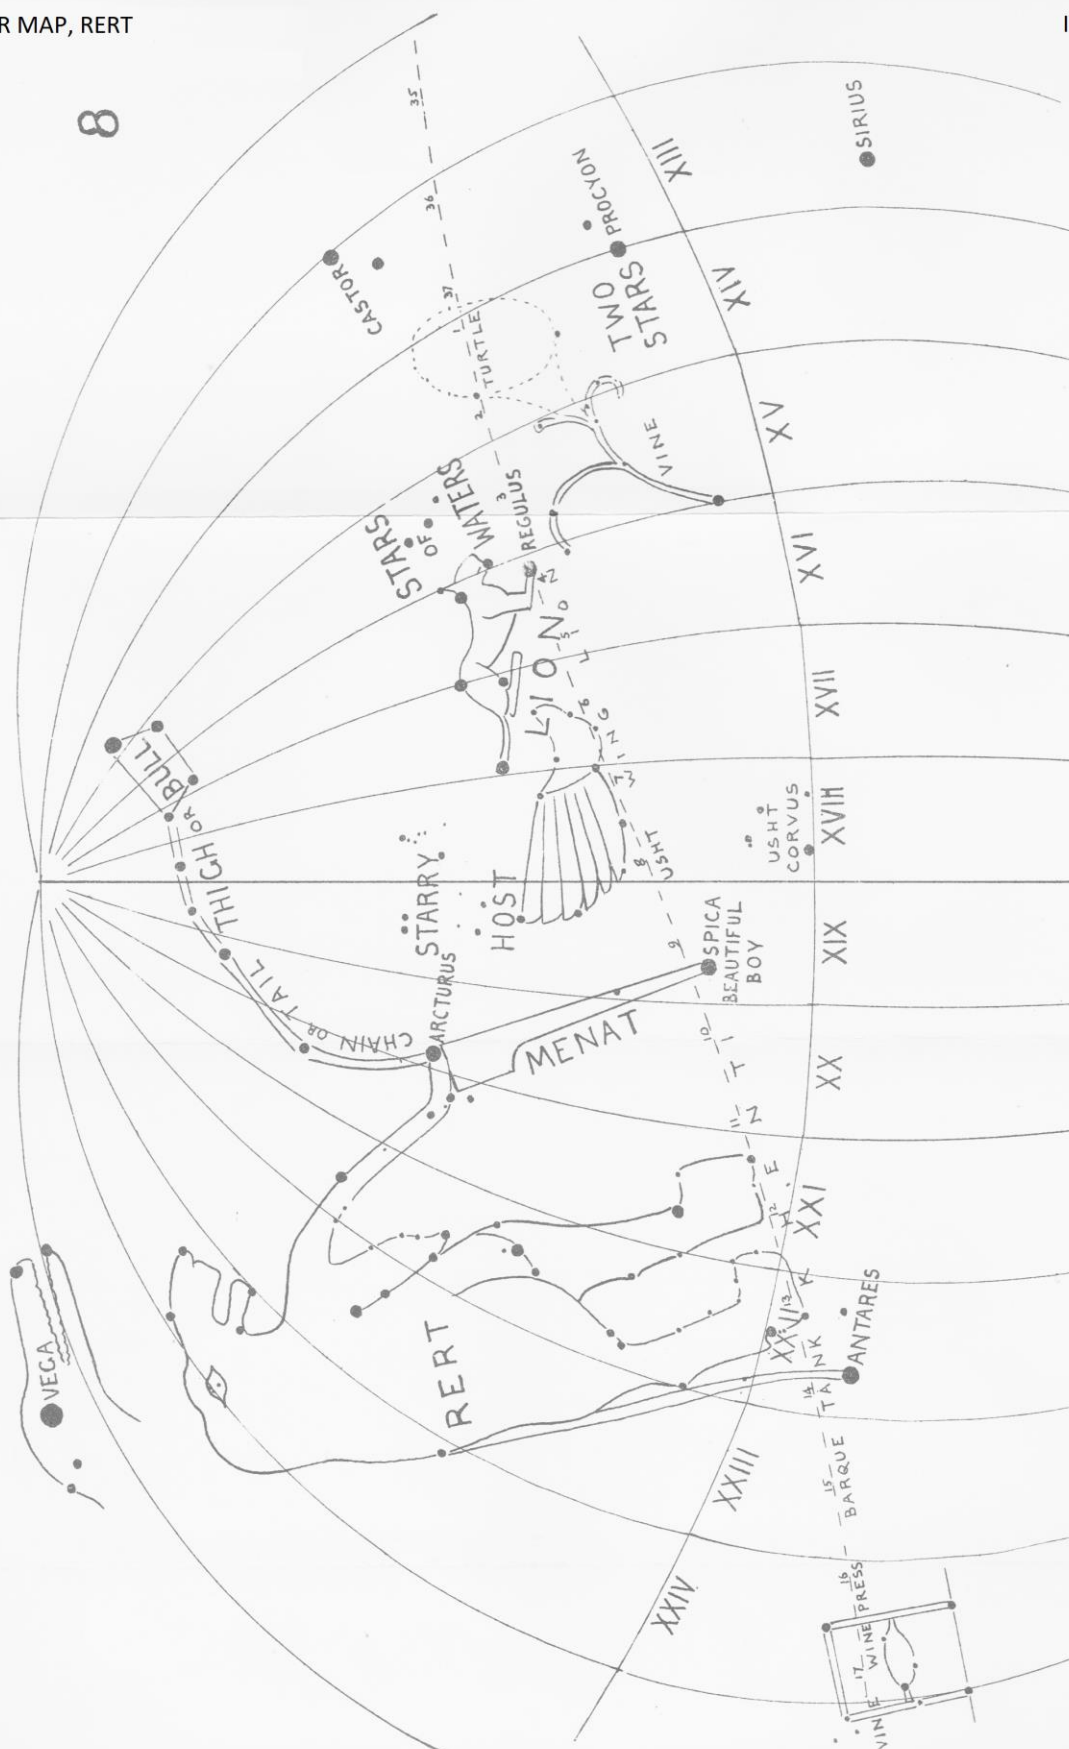 R MAP, RERT
I
8
35
36
37
1
TURTLE
2
3
CASTOR
PROCYON
TWO
STARS
SIRIUS
XIII
XIV
XV
XVI
XVII
XVIII
XIX
XX
XXI
XXII
XXIII
XXIV
VINE
STARS
OF
WATERS
REGULUS
LION
BULL
THIGH OR
TAIL
CHAIN OR
STARRY
HOST
ARCTURUS
WING
8
USHT
9
USHT
CORVUS
SPICA
BEAUTIFUL
BOY
MENAT
10
11
12
13
RERT
VEGA
ANTARES
14
TANK
15
BARQUE
16
WINE PRESS
17
VINE